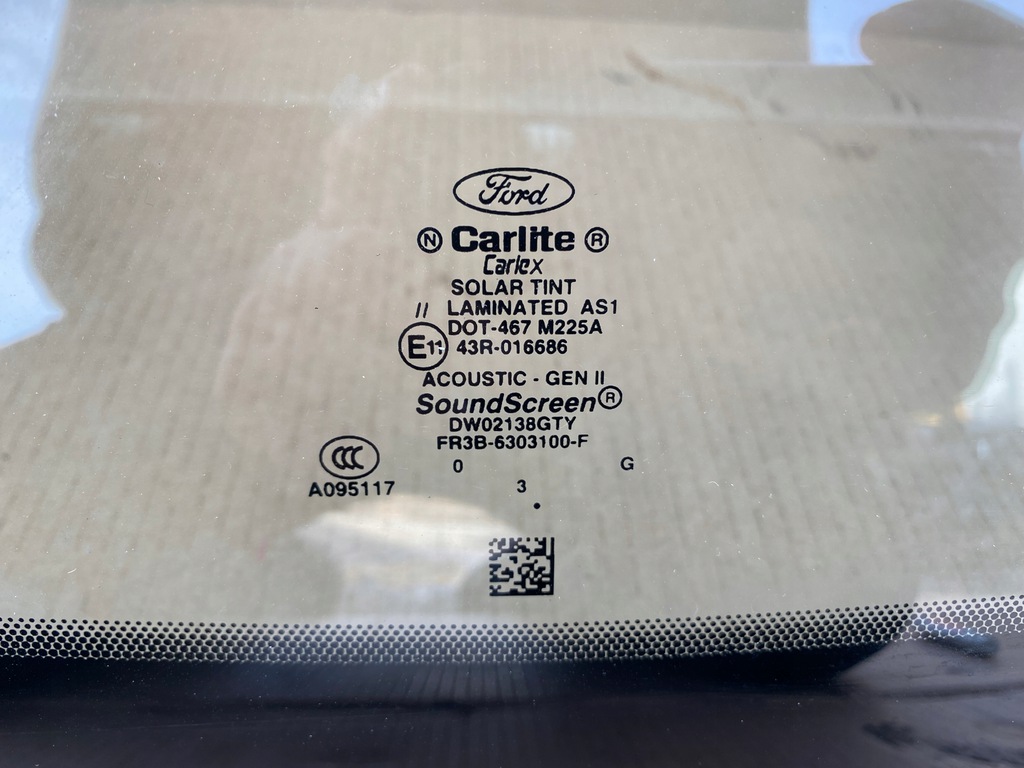 Ford
N Carlite ®
Carlex
SOLAR TINT
// LAMINATED AS1
DOT-467 M225A
E11 43R-016686
ACOUSTIC - GEN II
SoundScreen®
DW02138GTY
FR3B-6303100-F
CCC
A095117
0 G
3
.